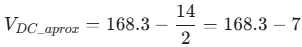 $V_{DC\_aprox} = 168.3 - \frac{14}{2} = 168.3 - 7$